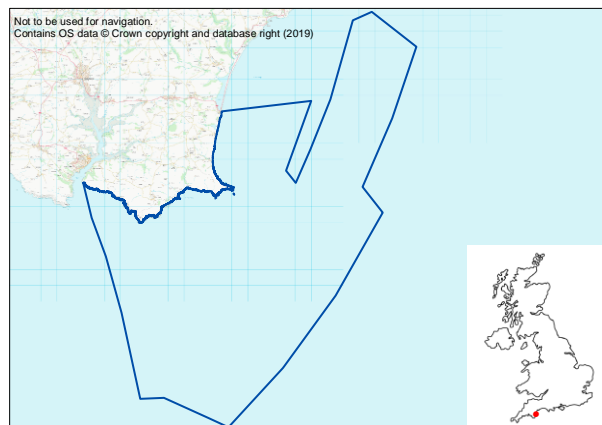 Not to be used for navigation.
Contains OS data © Crown copyright and database right (2019)